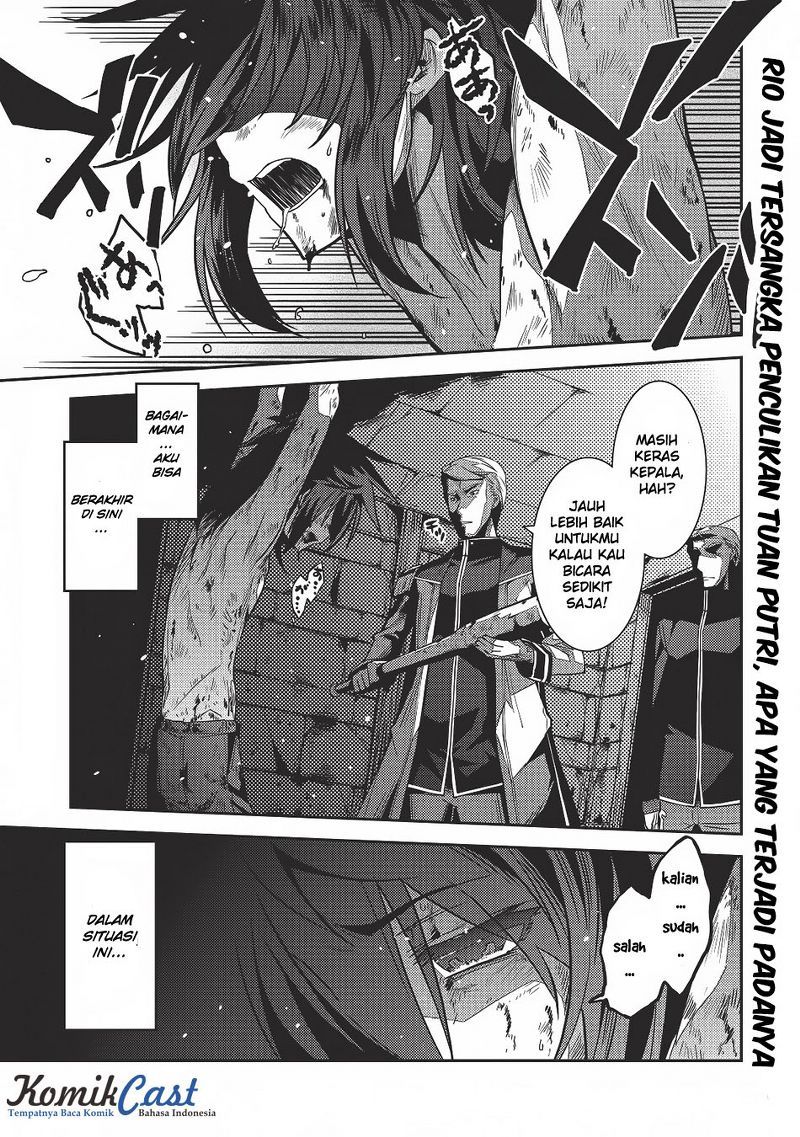 RIO JADI TERSANGKA PENCULIKAN TUAN PUTRI, APA YANG TERJADI PADANYA
あぁあっ
MASIH
KERAS
KEPALA,
HAH?
JAUH
LEBIH BAIK
UNTUKMU
KALAU KAU
BICARA
SEDIKIT
SAJA!
BAGAI-
MANA
...
AKU
BISA
BERAKHIR
DI SINI
...
kalian
...
sudah
..
salah
...
DALAM
SITUASI
INI...
KomikCast
Tempatnya Baca Komik Bahasa Indonesia